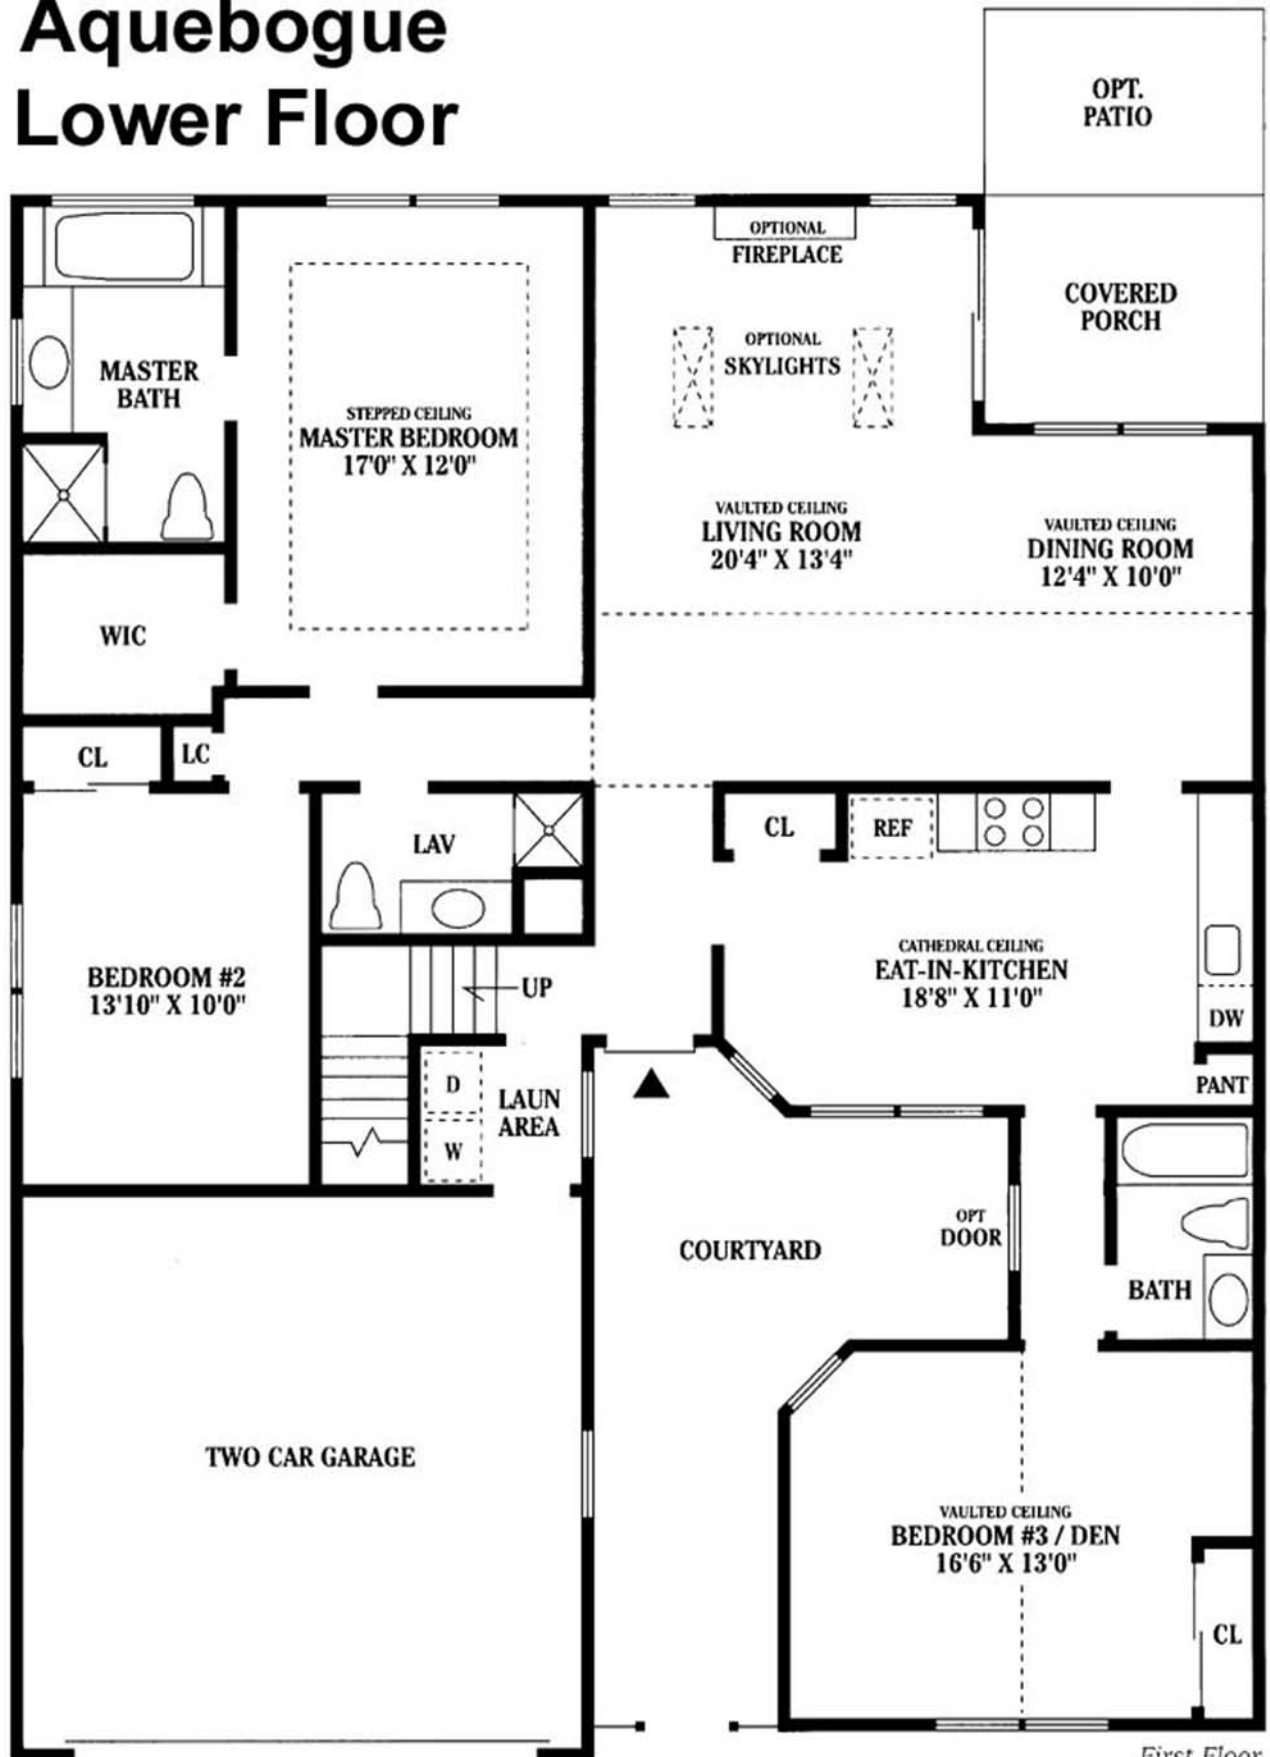 Aquebogue
Lower Floor
OPT.
PATIO
OPTIONAL
FIREPLACE
COVERED
PORCH
OPTIONAL
SKYLIGHTS
MASTER
BATH
STEPPED CEILING
MASTER BEDROOM
17'0" X 12'0"
VAULTED CEILING
LIVING ROOM
20'4" X 13'4"
VAULTED CEILING
DINING ROOM
12'4" X 10'0"
WIC
CL
LC
LAV
CL
REF
BEDROOM #2
13'10" X 10'0"
UP
CATHEDRAL CEILING
EAT-IN-KITCHEN
18'8" X 11'0"
DW
PANT
D
W
LAUN
AREA
COURTYARD
OPT
DOOR
BATH
TWO CAR GARAGE
VAULTED CEILING
BEDROOM #3 / DEN
16'6" X 13'0"
CL
First Floor